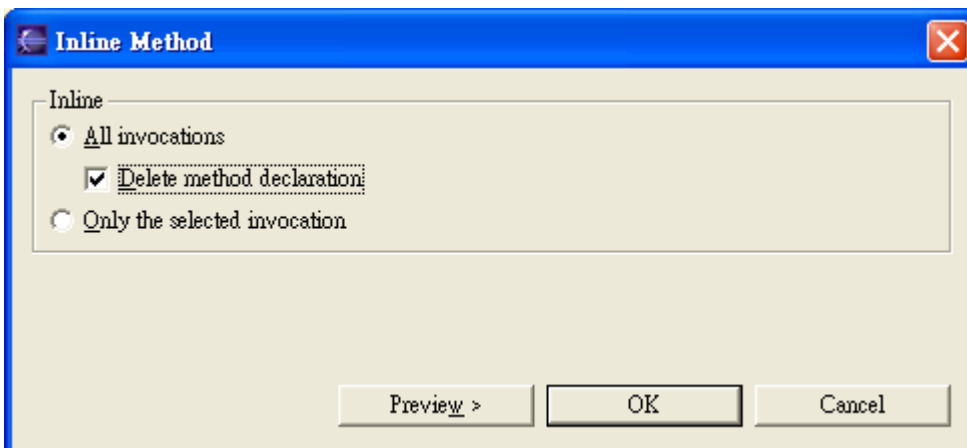 Inline Method
Inline
All invocations
Delete method declaration
Only the selected invocation
Preview >
OK
Cancel